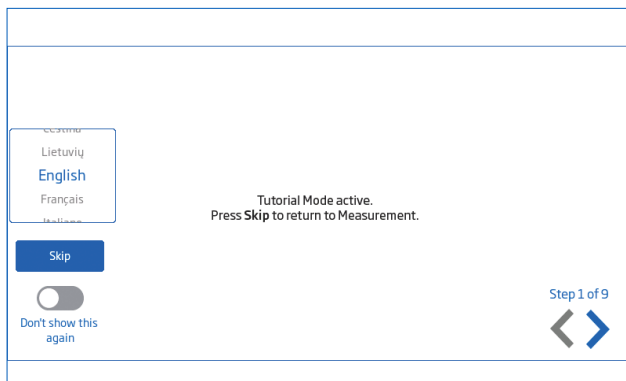 Lietuvių
English
Français
Skip
Don't show this
again
Tutorial Mode active.
Press Skip to return to Measurement.
Step 1 of 9